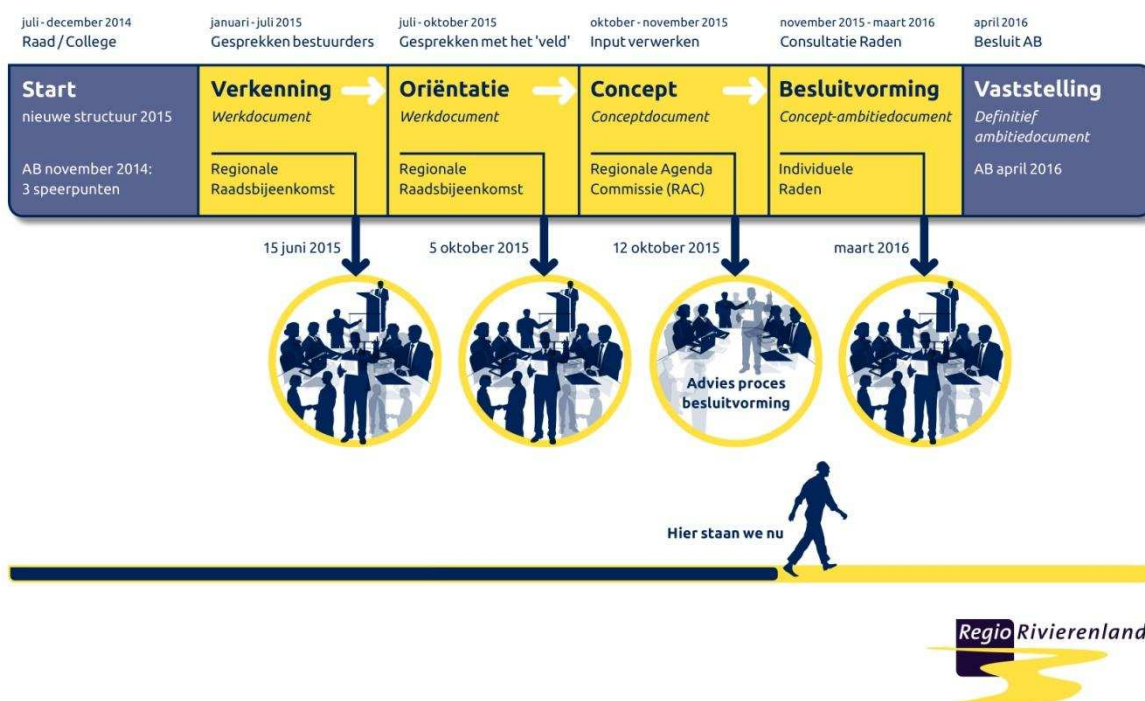 juli - december 2014
Raad / College
januari - juli 2015
Gesprekken bestuurders
juli - oktober 2015
Gesprekken met het 'veld'
oktober - november 2015
Input verwerken
november 2015 - maart 2016
Consultatie Raden
april 2016
Besluit AB
Start
nieuwe structuur 2015
AB november 2014:
3 speerpunten
Verkenning
Werkdocument
Regionale
Raadsbijeenkomst
Oriëntatie
Werkdocument
Regionale
Raadsbijeenkomst
Concept
Conceptdocument
Regionale Agenda
Commissie (RAC)
Besluitvorming
Concept-ambitiedocument
Individuele
Raden
Vaststelling
Definitief
ambitiedocument
AB april 2016
15 juni 2015
5 oktober 2015
12 oktober 2015
maart 2016
Advies proces
besluitvorming
Hier staan we nu
Regio Rivierenland